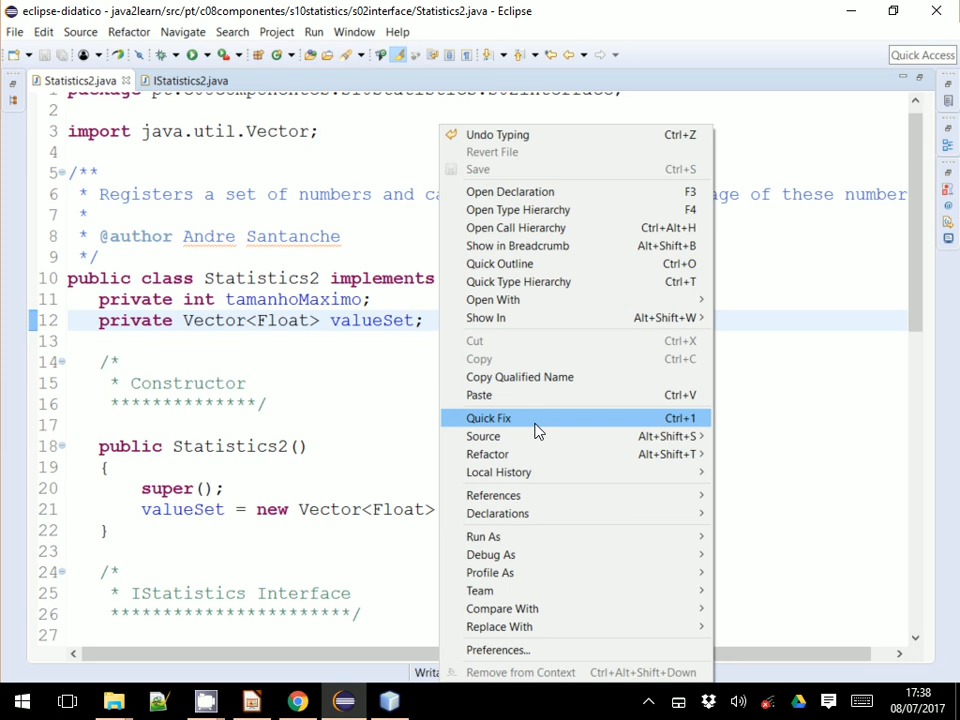 eclipse-didatico - java2learn/src/pt/c08componentes/s10statistics/s02interface/Statistics2.java - Eclipse
File Edit Source Refactor Navigate Search Project Run Window Help
Quick Access
Statistics2.java IStatistics2.java
2
3 import java.util.Vector;
4
5 /**
6 * Registers a set of numbers and ca
age of these number
7 *
8 * @author Andre Santanche
9 */
10 public class Statistics2 implements
11 private int tamanhoMaximo;
12 private Vector<Float> valueSet;
13
14 /*
15 * Constructor
16 **************/
17
18 public Statistics2()
19 {
20 super();
21 valueSet = new Vector<Float>
22 }
23
24 /*
25 * IStatistics Interface
26 ***********************/
27
Undo Typing Ctrl+Z
Revert File
Save Ctrl+S
Open Declaration F3
Open Type Hierarchy F4
Open Call Hierarchy Ctrl+Alt+H
Show in Breadcrumb Alt+Shift+B
Quick Outline Ctrl+O
Quick Type Hierarchy Ctrl+T
Open With >
Show In Alt+Shift+W >
Cut Ctrl+X
Copy Ctrl+C
Copy Qualified Name
Paste Ctrl+V
Quick Fix Ctrl+1
Source Alt+Shift+S >
Refactor Alt+Shift+T >
Local History >
References >
Declarations >
Run As >
Debug As >
Profile As >
Team >
Compare With >
Replace With >
Preferences...
Remove from Context Ctrl+Alt+Shift+Down
Writa
17:38
08/07/2017